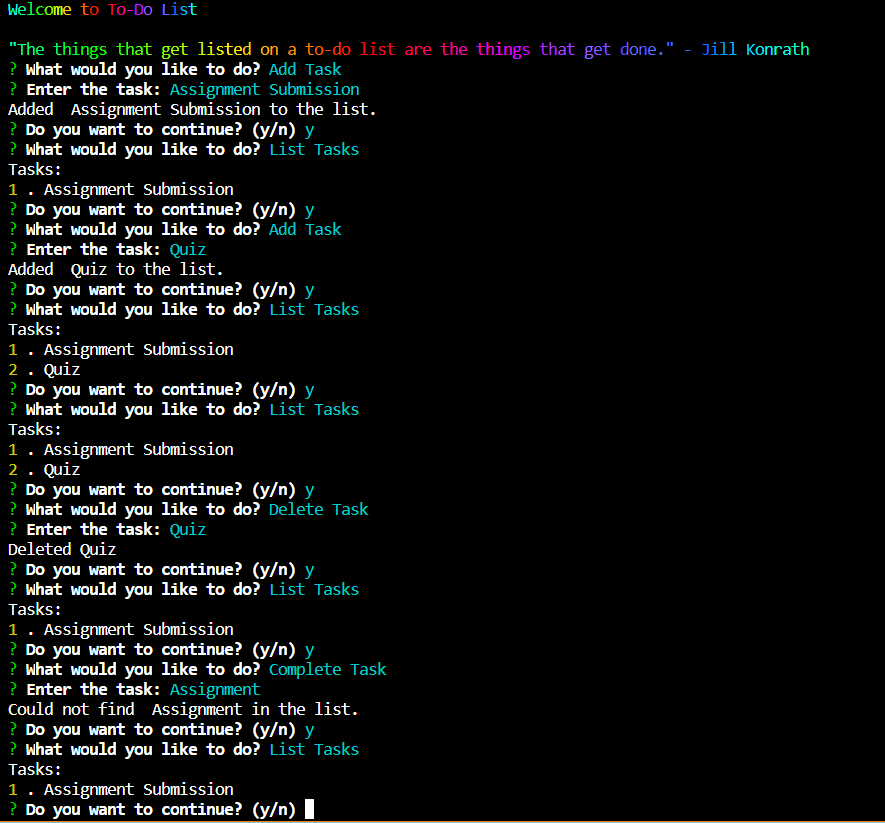 Welcome to To-Do List
"The things that get listed on a to-do list are the things that get done." - Jill Konrath
? What would you like to do? Add Task
? Enter the task: Assignment Submission
Added  Assignment Submission to the list.
? Do you want to continue? (y/n) y
? What would you like to do? List Tasks
Tasks:
1 . Assignment Submission
? Do you want to continue? (y/n) y
? What would you like to do? Add Task
? Enter the task: Quiz
Added  Quiz to the list.
? Do you want to continue? (y/n) y
? What would you like to do? List Tasks
Tasks:
1 . Assignment Submission
2 . Quiz
? Do you want to continue? (y/n) y
? What would you like to do? List Tasks
Tasks:
1 . Assignment Submission
2 . Quiz
? Do you want to continue? (y/n) y
? What would you like to do? Delete Task
? Enter the task: Quiz
Deleted Quiz
? Do you want to continue? (y/n) y
? What would you like to do? List Tasks
Tasks:
1 . Assignment Submission
? Do you want to continue? (y/n) y
? What would you like to do? Complete Task
? Enter the task: Assignment
Could not find  Assignment in the list.
? Do you want to continue? (y/n) y
? What would you like to do? List Tasks
Tasks:
1 . Assignment Submission
? Do you want to continue? (y/n)